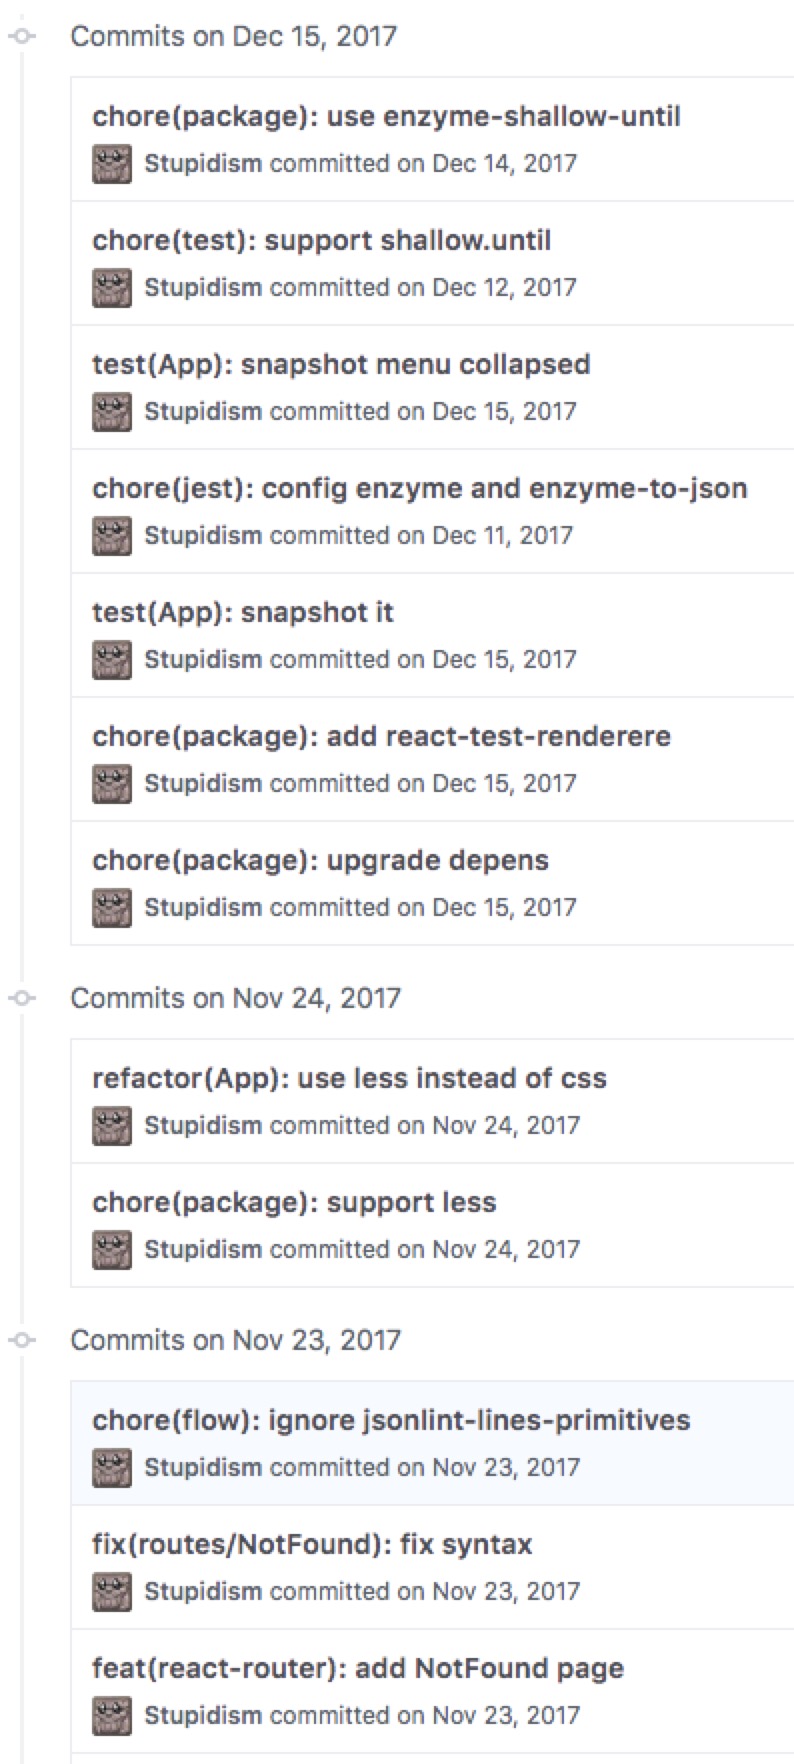 Commits on Dec 15, 2017
chore(package): use enzyme-shallow-until
Stupidism committed on Dec 14, 2017
chore(test): support shallow.until
Stupidism committed on Dec 12, 2017
test(App): snapshot menu collapsed
Stupidism committed on Dec 15, 2017
chore(jest): config enzyme and enzyme-to-json
Stupidism committed on Dec 11, 2017
test(App): snapshot it
Stupidism committed on Dec 15, 2017
chore(package): add react-test-renderere
Stupidism committed on Dec 15, 2017
chore(package): upgrade depens
Stupidism committed on Dec 15, 2017
Commits on Nov 24, 2017
refactor(App): use less instead of css
Stupidism committed on Nov 24, 2017
chore(package): support less
Stupidism committed on Nov 24, 2017
Commits on Nov 23, 2017
chore(flow): ignore jsonlint-lines-primitives
Stupidism committed on Nov 23, 2017
fix(routes/NotFound): fix syntax
Stupidism committed on Nov 23, 2017
feat(react-router): add NotFound page
Stupidism committed on Nov 23, 2017